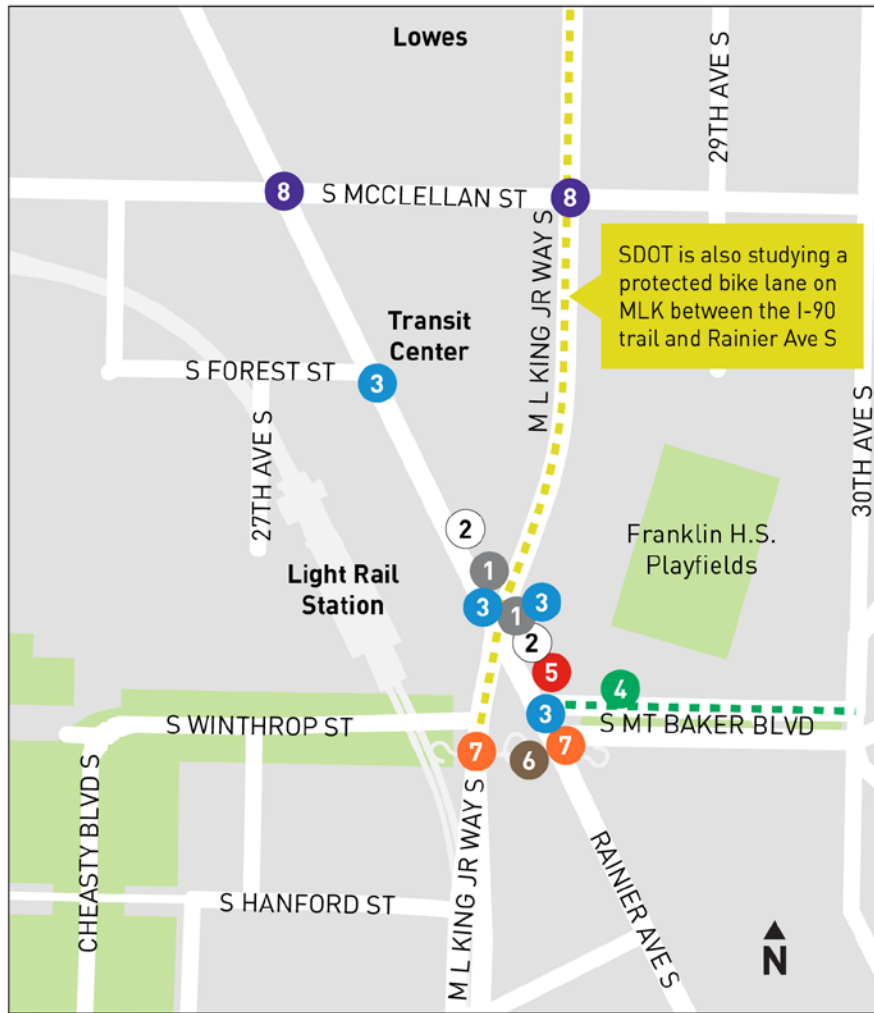 Lowes
29TH AVE S
8
S MCCLELLAN ST
8
M L KING JR WAY S
SDOT is also studying a
protected bike lane on
MLK between the I-90
trail and Rainier Ave S
Transit
Center
S FOREST ST
3
27TH AVE S
30TH AVE S
2
Franklin H.S.
Playfields
1
Light Rail
Station
3
1
3
2
5
4
3
S WINTHROP ST
S MT BAKER BLVD
7
6
7
CHEASTY BLVD S
M L KING JR WAY S
RAINIER AVE S
S HANFORD ST
N